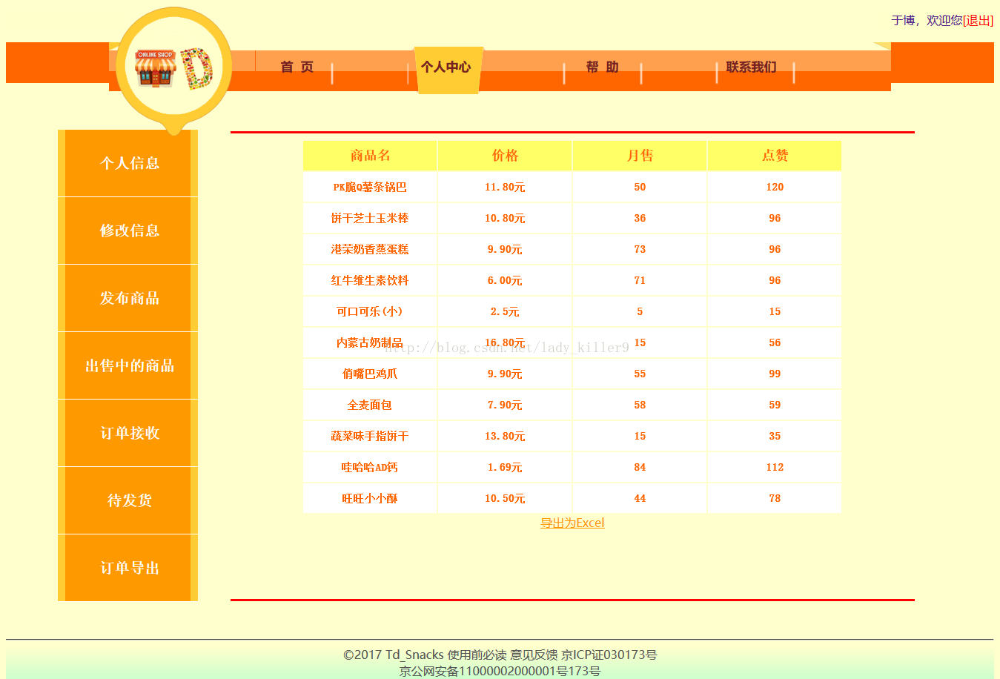 于博，欢迎您[退出]
ONLINE SHOP
D
首 页
个人中心
帮 助
联系我们
个人信息
修改信息
发布商品
出售中的商品
订单接收
待发货
订单导出
商品名 价格 月售 点赞
PK脆Q薯条锅巴 11.80元 50 120
饼干芝士玉米棒 10.80元 36 96
港荣奶香蒸蛋糕 9.90元 73 96
红牛维生素饮料 6.00元 71 96
可口可乐(小) 2.5元 5 15
内蒙古奶制品 16.80元 15 56
http://blog.csdn.net/lady_killer9
俏嘴巴鸡爪 9.90元 55 99
全麦面包 7.90元 58 59
蔬菜味手指饼干 13.80元 15 35
哇哈哈AD钙 1.69元 84 112
旺旺小小酥 10.50元 44 78
导出为Excel
©2017 Td_Snacks 使用前必读 意见反馈 京ICP证030173号
京公网安备11000002000001号173号